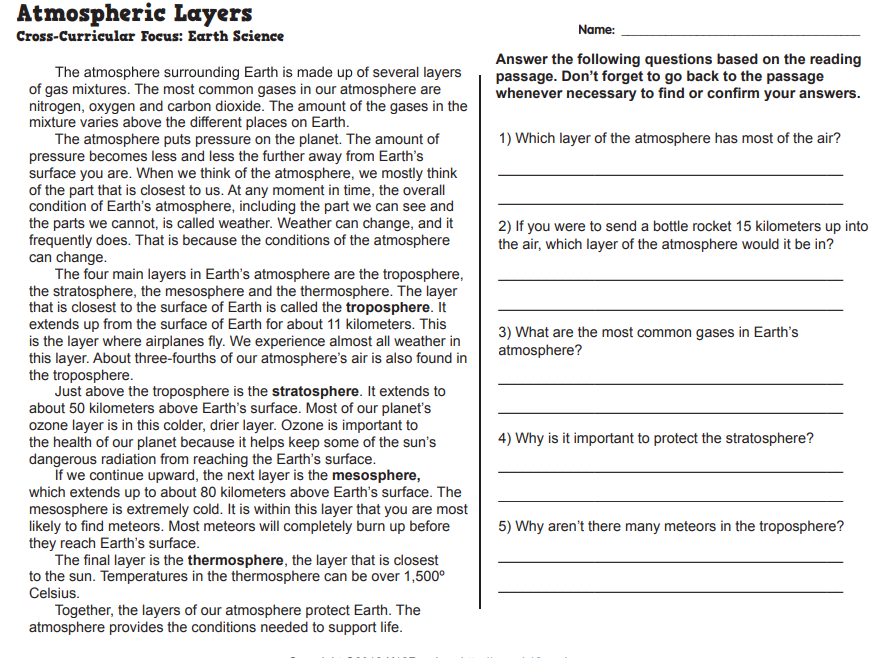 Atmospheric Layers
Cross-Curricular Focus: Earth Science
The atmosphere surrounding Earth is made up of several layers
of gas mixtures. The most common gases in our atmosphere are
nitrogen, oxygen and carbon dioxide. The amount of the gases in the
mixture varies above the different places on Earth.
The atmosphere puts pressure on the planet. The amount of
pressure becomes less and less the further away from Earth's
surface you are. When we think of the atmosphere, we mostly think
of the part that is closest to us. At any moment in time, the overall
condition of Earth's atmosphere, including the part we can see and
the parts we cannot, is called weather. Weather can change, and it
frequently does. That is because the conditions of the atmosphere
can change.
The four main layers in Earth's atmosphere are the troposphere,
the stratosphere, the mesosphere and the thermosphere. The layer
that is closest to the surface of Earth is called the troposphere. It
extends up from the surface of Earth for about 11 kilometers. This
is the layer where airplanes fly. We experience almost all weather in
this layer. About three-fourths of our atmosphere's air is also found in
the troposphere.
Just above the troposphere is the stratosphere. It extends to
about 50 kilometers above Earth's surface. Most of our planet's
ozone layer is in this colder, drier layer. Ozone is important to
the health of our planet because it helps keep some of the sun's
dangerous radiation from reaching the Earth's surface.
If we continue upward, the next layer is the mesosphere,
which extends up to about 80 kilometers above Earth's surface. The
mesosphere is extremely cold. It is within this layer that you are most
likely to find meteors. Most meteors will completely burn up before
they reach Earth's surface.
The final layer is the thermosphere, the layer that is closest
to the sun. Temperatures in the thermosphere can be over 1,500º
Celsius.
Together, the layers of our atmosphere protect Earth. The
atmosphere provides the conditions needed to support life.
Name:
Answer the following questions based on the reading
passage. Don't forget to go back to the passage
whenever necessary to find or confirm your answers.
1) Which layer of the atmosphere has most of the air?
2) If you were to send a bottle rocket 15 kilometers up into
the air, which layer of the atmosphere would it be in?
3) What are the most common gases in Earth's
atmosphere?
4) Why is it important to protect the stratosphere?
5) Why aren't there many meteors in the troposphere?